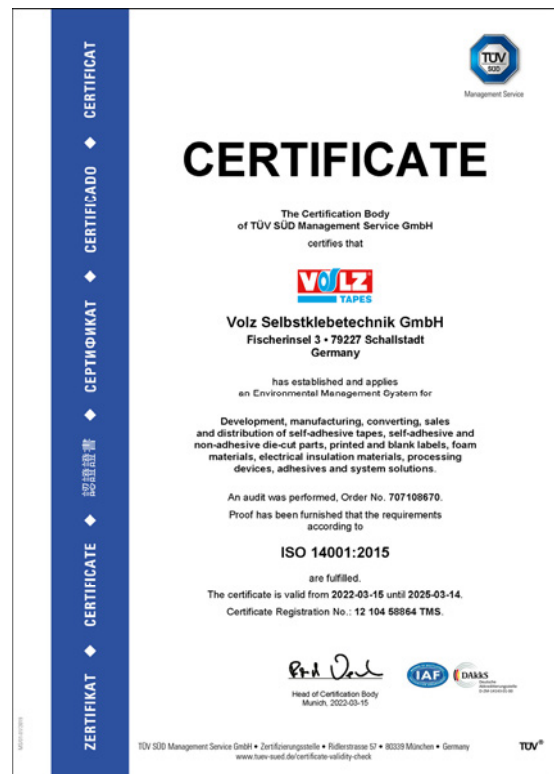 ZERTIFIKAT ◆ CERTIFICATE ◆ 認證證書 ◆ СЕРТИФИКАТ ◆ CERTIFICADO ◆ CERTIFICAT
TÜV
SÜD
Management Service
CERTIFICATE
The Certification Body
of TÜV SÜD Management Service GmbH
certifies that
VOLZ
TAPES
Volz Selbstklebetechnik GmbH
Fischerinsel 3 • 79227 Schallstadt
Germany
has established and applies
an Environmental Management System for
Development, manufacturing, converting, sales
and distribution of self-adhesive tapes, self-adhesive and
non-adhesive die-cut parts, printed and blank labels, foam
materials, electrical insulation materials, processing
devices, adhesives and system solutions.
An audit was performed, Order No. 707108670.
Proof has been furnished that the requirements
according to
ISO 14001:2015
are fulfilled.
The certificate is valid from 2022-03-15 until 2025-03-14.
Certificate Registration No.: 12 104 58864 TMS.
Head of Certification Body
Munich, 2022-03-15
IAF
DAkkS
Deutsche
Akkreditierungsstelle
TÜV SÜD Management Service GmbH • Zertifizierungsstelle • Ridlerstrasse 57 • 80339 München • Germany
www.tuev-sued.de/certificate-validity-check
TÜV®